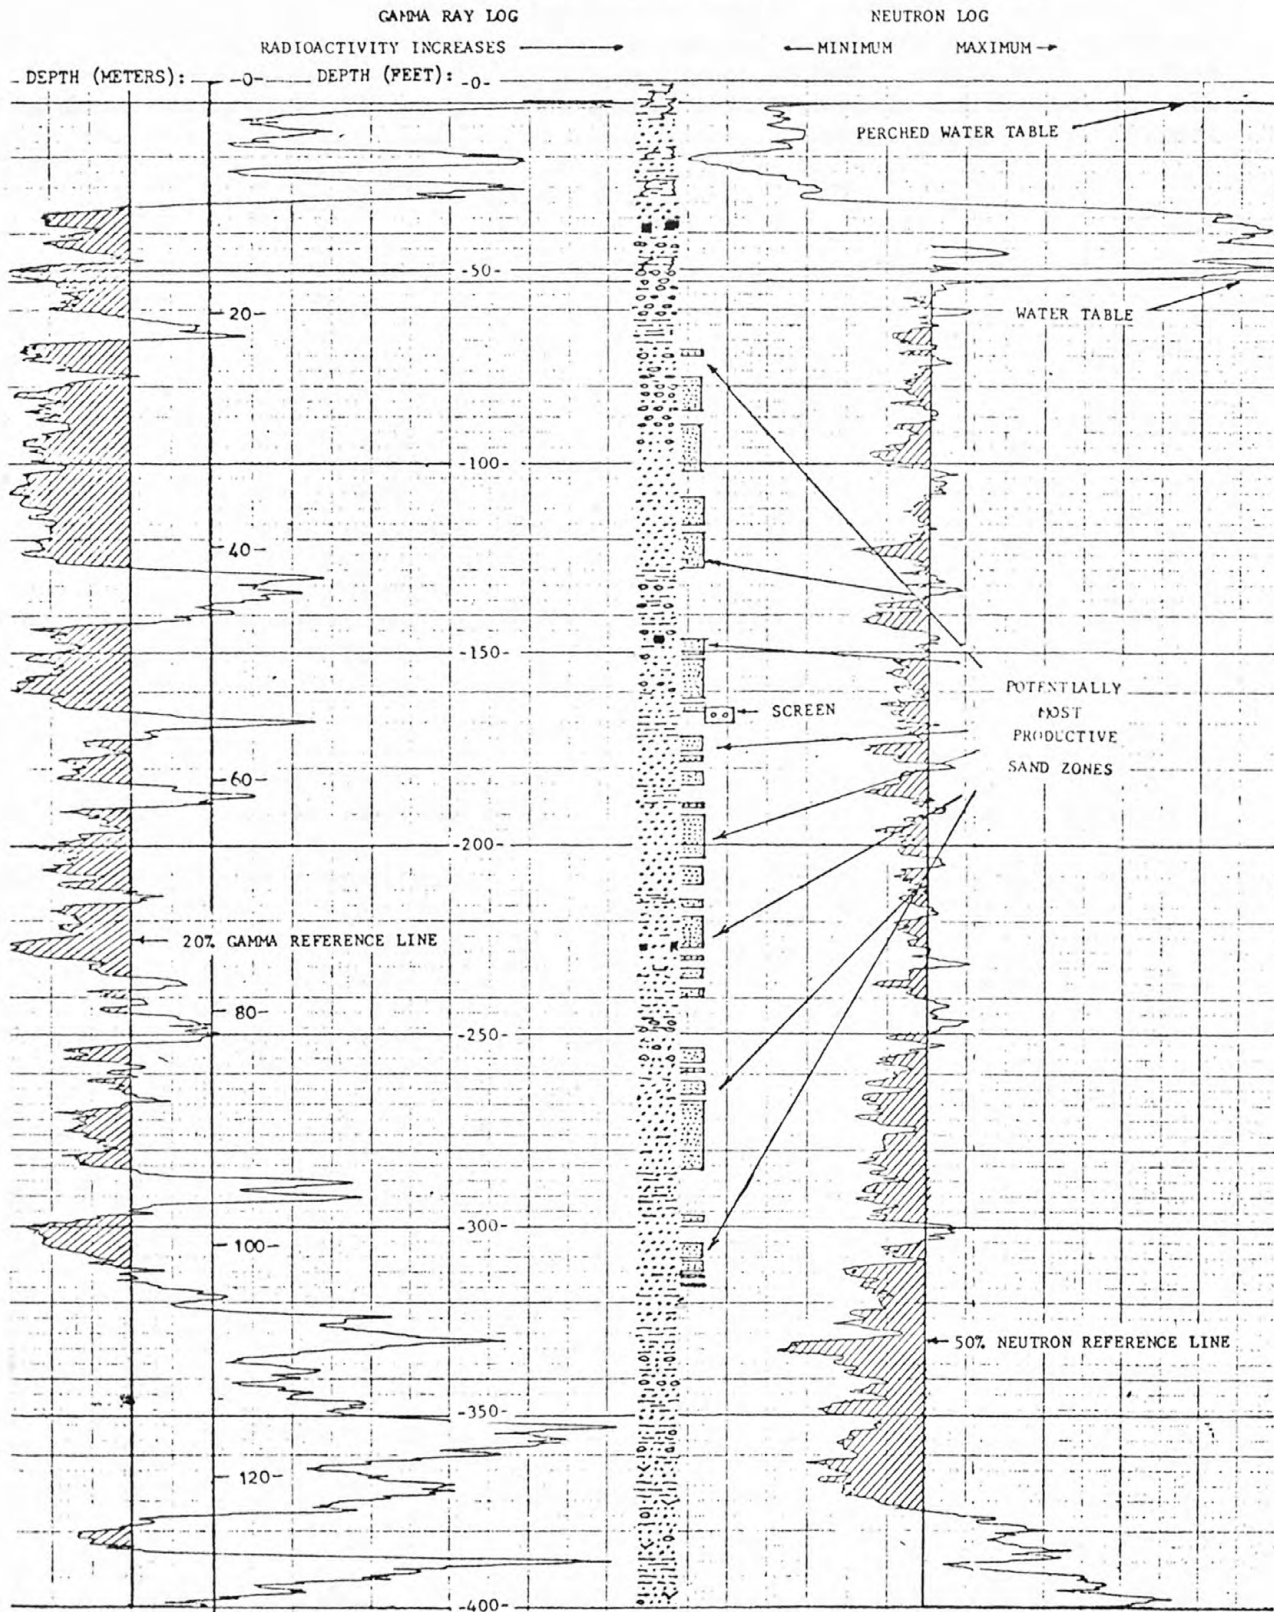 GAMMA RAY LOG
NEUTRON LOG
RADIOACTIVITY INCREASES
MINIMUM MAXIMUM
DEPTH (METERS): -0- DEPTH (FEET): -0-
PERCHED WATER TABLE
-50-
20-
WATER TABLE
-100-
40-
-150-
POTENTIALLY
MOST
PRODUCTIVE
SAND ZONES
SCREEN
60-
-200-
20% GAMMA REFERENCE LINE
80-
-250-
-300-
100-
50% NEUTRON REFERENCE LINE
-350-
120-
-400-